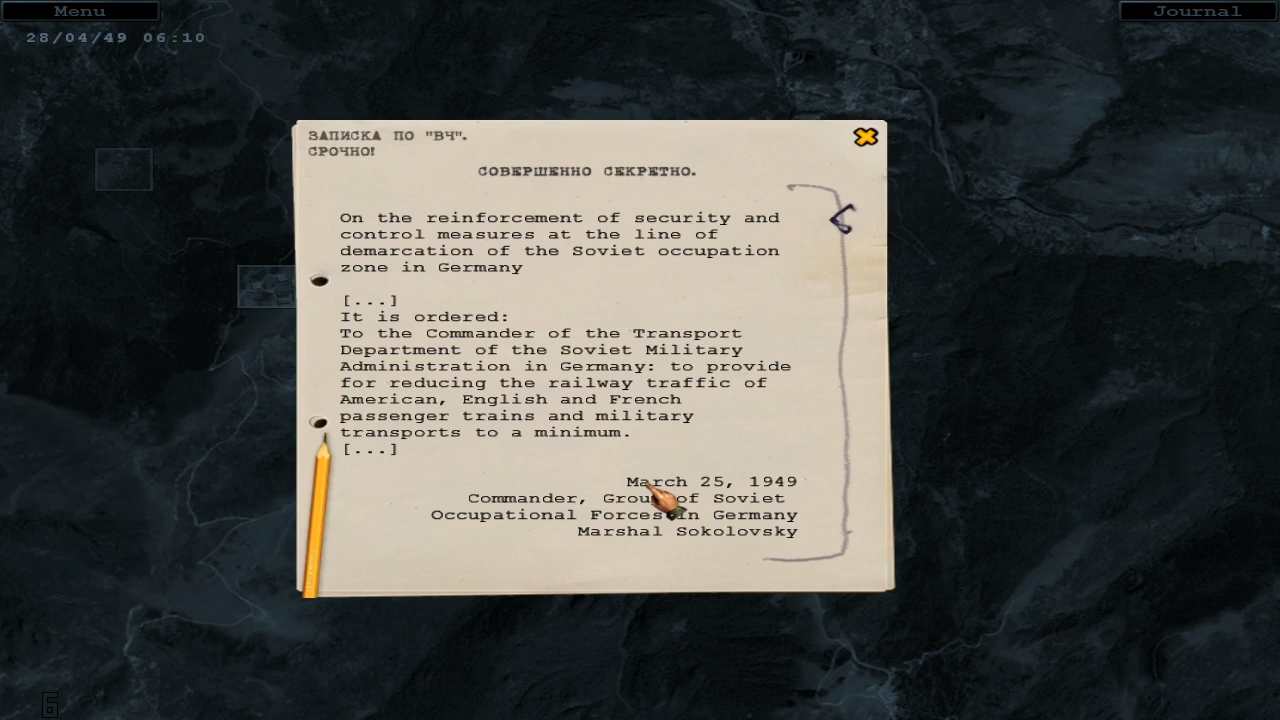 Menu
Journal
28/04/49 06:10
ЗАПИСКА ПО "ВЧ".
СРОЧНО!
СОВЕРШЕННО СЕКРЕТНО.
On the reinforcement of security and
control measures at the line of
demarcation of the Soviet occupation
zone in Germany
[...]
It is ordered:
To the Commander of the Transport
Department of the Soviet Military
Administration in Germany: to provide
for reducing the railway traffic of
American, English and French
passenger trains and military
transports to a minimum.
[...]
March 25, 1949
Commander, Group of Soviet
Occupational Forces in Germany
Marshal Sokolovsky